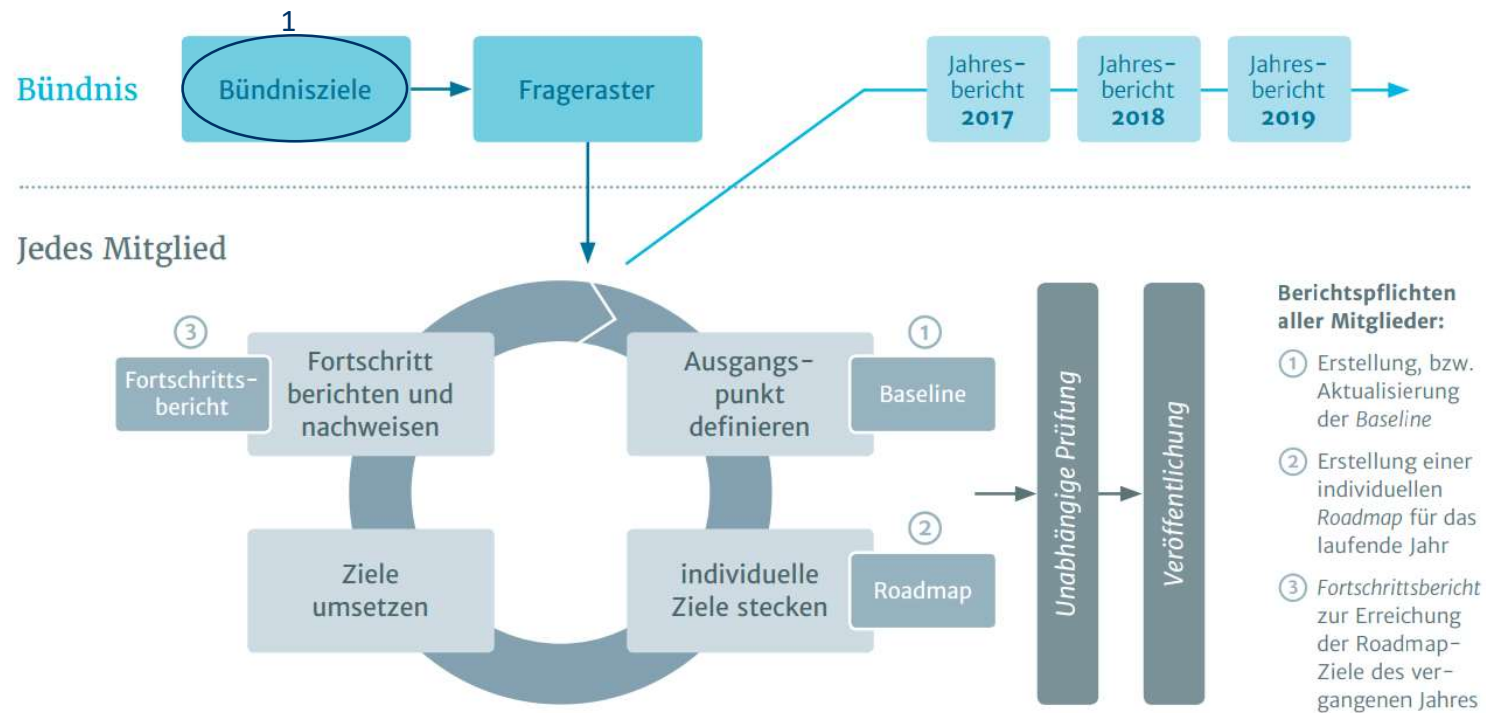 1
Bündnis
Bündnisziele
Frageraster
Jahres-
bericht
2017
Jahres-
bericht
2018
Jahres-
bericht
2019
Jedes Mitglied
3
Fortschritts-
bericht
Fortschritt
berichten und
nachweisen
Ausgangs-
punkt
definieren
1
Baseline
Ziele
umsetzen
individuelle
Ziele stecken
2
Roadmap
Unabhängige Prüfung
Veröffentlichung
Berichtspflichten
aller Mitglieder:
1 Erstellung, bzw.
Aktualisierung
der Baseline
2 Erstellung einer
individuellen
Roadmap für das
laufende Jahr
3 Fortschrittsbericht
zur Erreichung
der Roadmap-
Ziele des ver-
gangenen Jahres